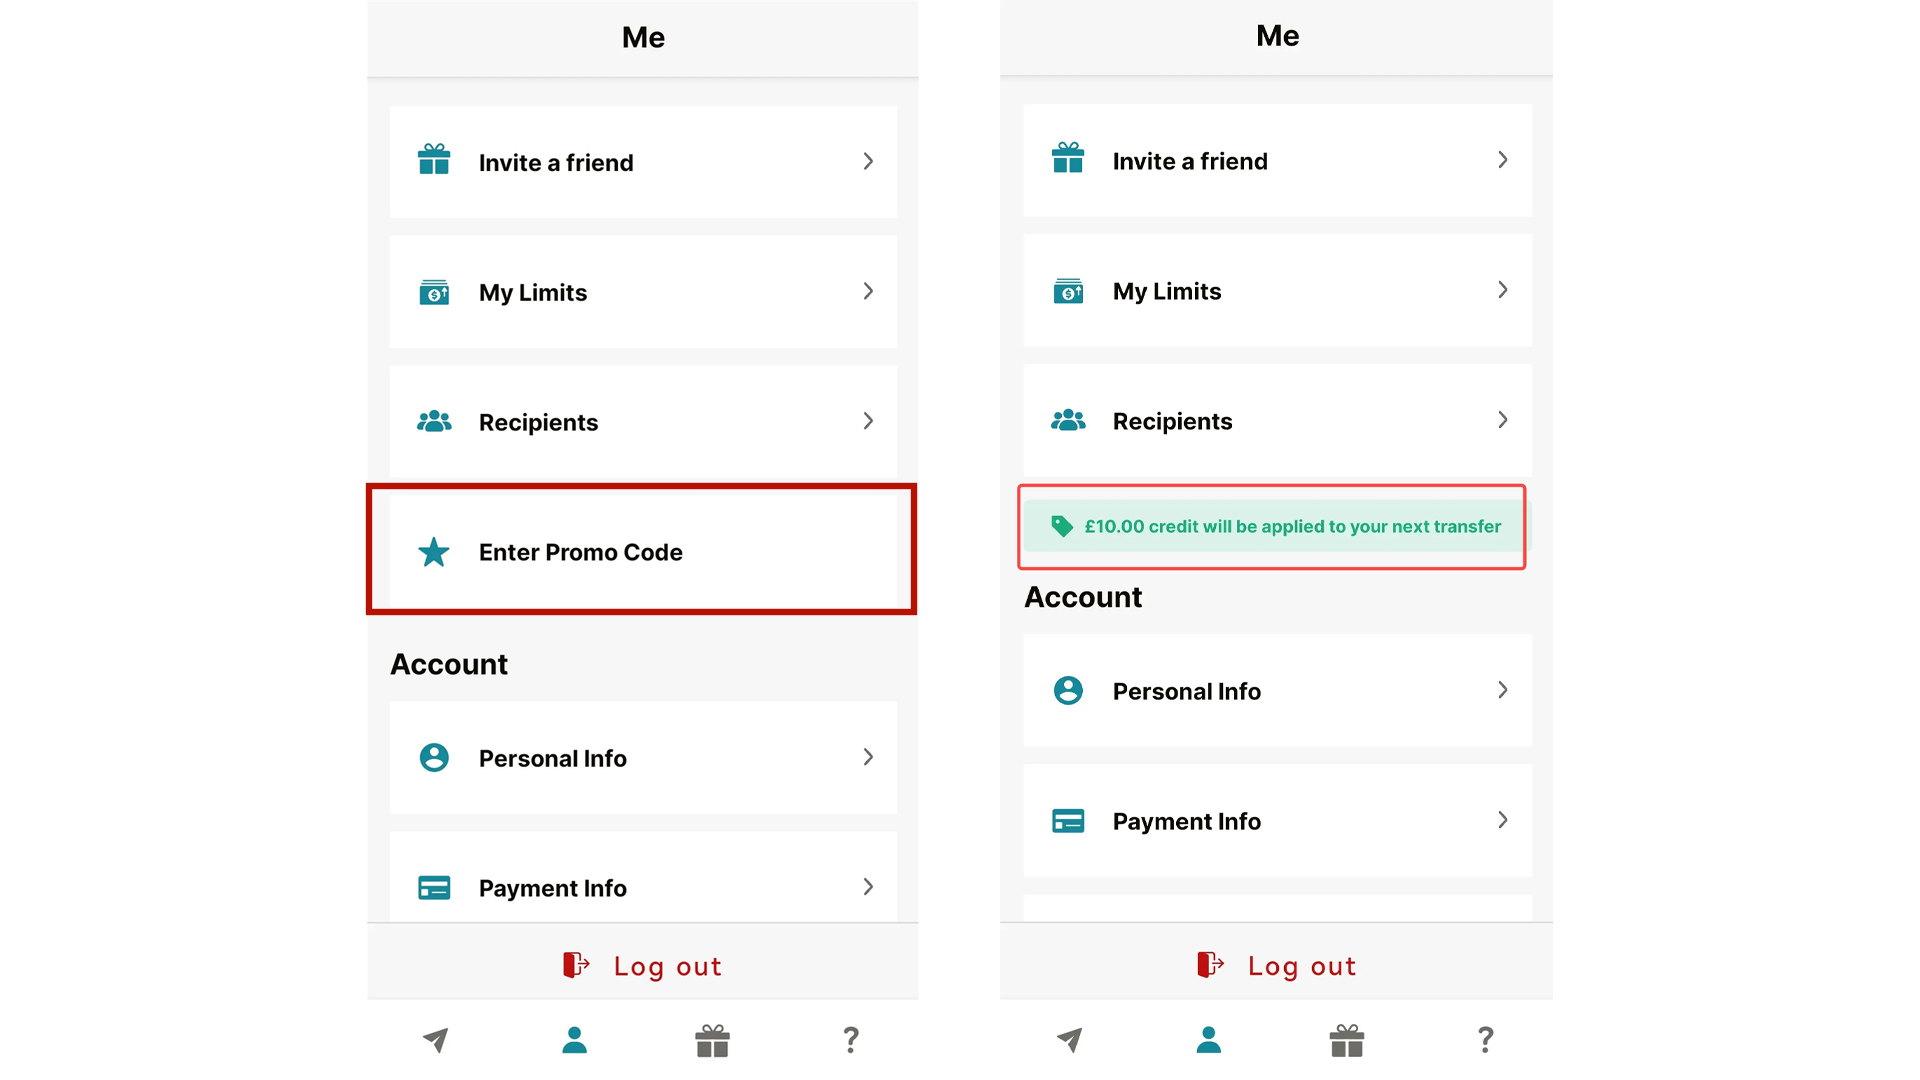 Me
Invite a friend
My Limits
Recipients
Enter Promo Code
Account
Personal Info
Payment Info
Log out
?
Me
Invite a friend
My Limits
Recipients
£10.00 credit will be applied to your next transfer
Account
Personal Info
Payment Info
Log out
?